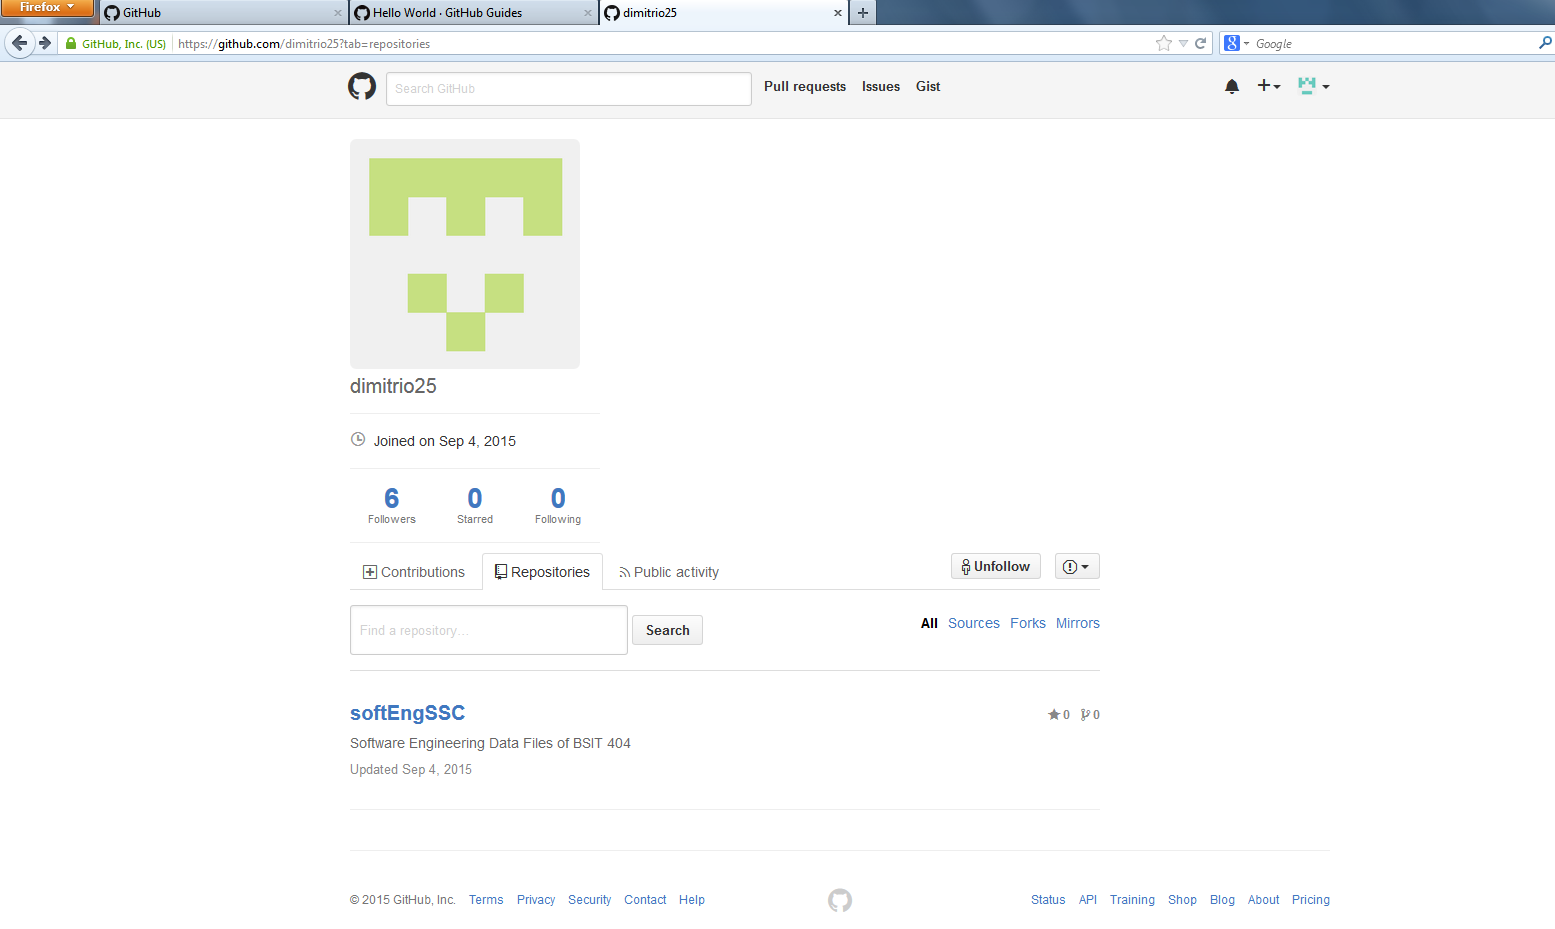 Firefox
GitHub
Hello World · GitHub Guides
dimitrio25
GitHub, Inc. (US)
https://github.com/dimitrio25?tab=repositories
Google
Search GitHub
Pull requests Issues Gist
dimitrio25
Joined on Sep 4, 2015
6 0 0
Followers Starred Following
Contributions Repositories Public activity
Unfollow
Find a repository...
Search
All Sources Forks Mirrors
softEngSSC
0 0
Software Engineering Data Files of BSIT 404
Updated Sep 4, 2015
© 2015 GitHub, Inc. Terms Privacy Security Contact Help
Status API Training Shop Blog About Pricing